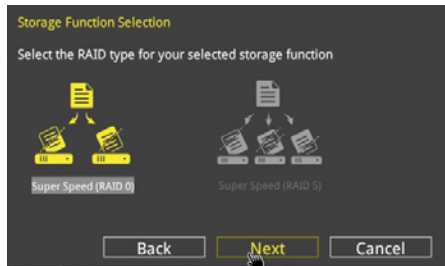 Storage Function Selection
Select the RAID type for your selected storage function
Super Speed (RAID 0)
Super Speed (RAID 5)
Back
Next
Cancel